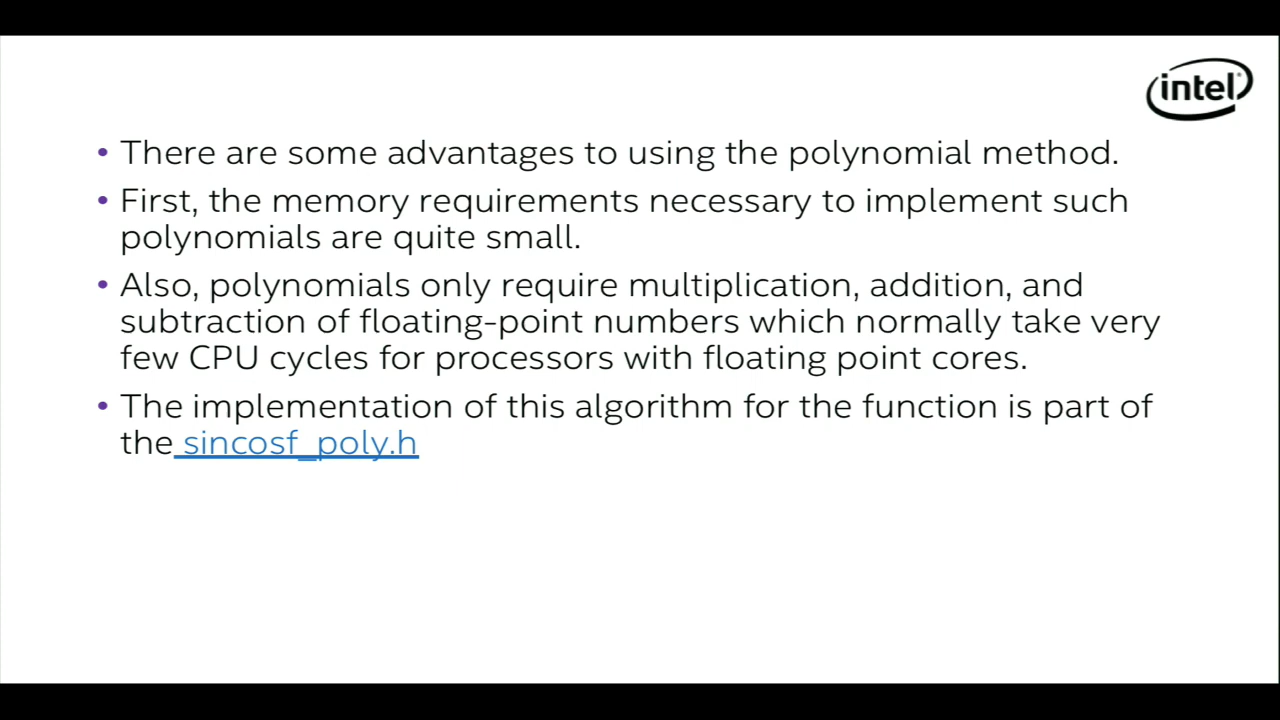 intel
• There are some advantages to using the polynomial method.
• First, the memory requirements necessary to implement such
polynomials are quite small.
• Also, polynomials only require multiplication, addition, and
subtraction of floating-point numbers which normally take very
few CPU cycles for processors with floating point cores.
• The implementation of this algorithm for the function is part of
the sincosf_poly.h